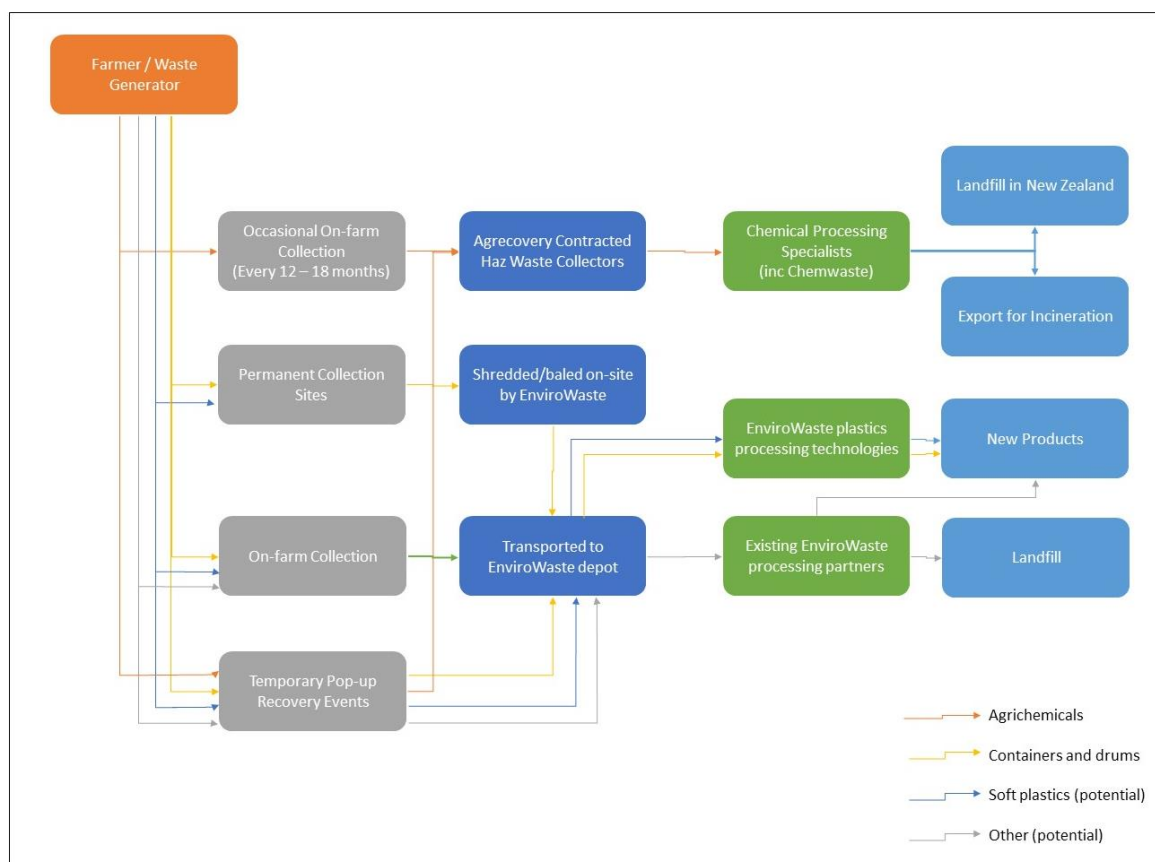 Farmer / Waste
Generator
Landfill in New Zealand
Occasional On-farm
Collection
(Every 12 – 18 months)
Agrecovery Contracted
Haz Waste Collectors
Chemical Processing
Specialists
(inc Chemwaste)
Export for Incineration
Permanent Collection
Sites
Shredded/baled on-site
by EnviroWaste
EnviroWaste plastics
processing technologies
New Products
On-farm Collection
Transported to
EnviroWaste depot
Existing EnviroWaste
processing partners
Landfill
Temporary Pop-up
Recovery Events
Agrichemicals
Containers and drums
Soft plastics (potential)
Other (potential)